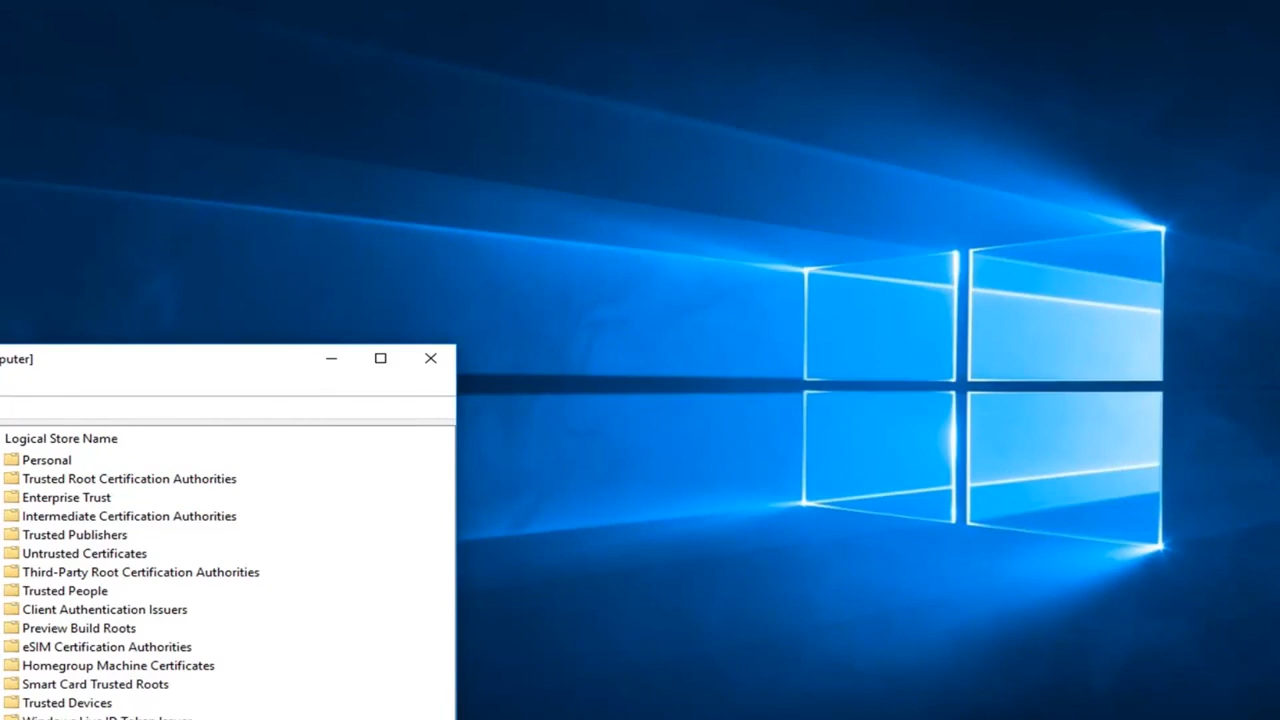 puter]
Logical Store Name
Personal
Trusted Root Certification Authorities
Enterprise Trust
Intermediate Certification Authorities
Trusted Publishers
Untrusted Certificates
Third-Party Root Certification Authorities
Trusted People
Client Authentication Issuers
Preview Build Roots
eSIM Certification Authorities
Homegroup Machine Certificates
Smart Card Trusted Roots
Trusted Devices